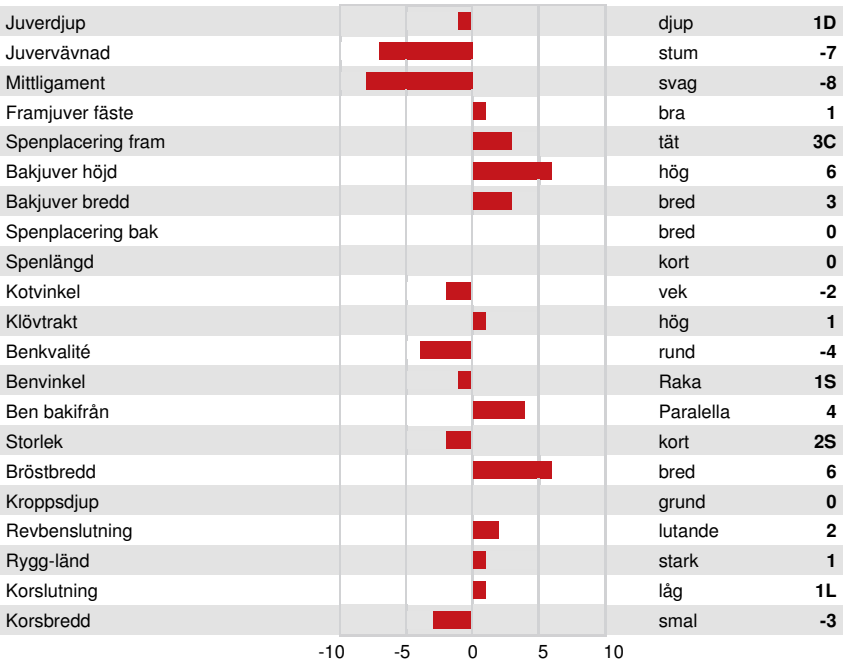 Juverdjup djup 1D
Juvervävnad stum -7
Mittligament svag -8
Framjuver fäste bra 1
Spenplacering fram tät 3C
Bakjuver höjd hög 6
Bakjuver bredd bred 3
Spenplacering bak bred 0
Spenlängd kort 0
Kotvinkel vek -2
Klövtrakt hög 1
Benkvalité rund -4
Benvinkel Raka 1S
Ben bakifrån Paralella 4
Storlek kort 2S
Bröstbredd bred 6
Kroppsdjup grund 0
Revbenslutning lutande 2
Rygg-länd stark 1
Korslutning låg 1L
Korsbredd smal -3
-10 -5 0 5 10